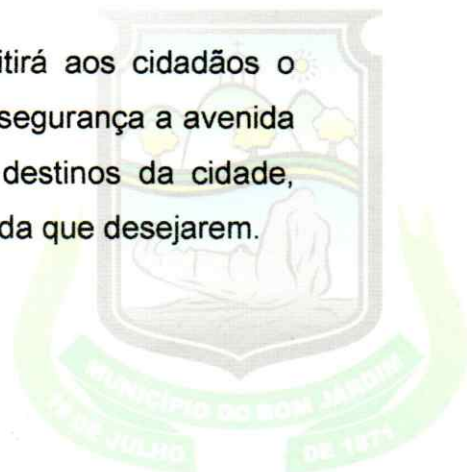 itirá aos cidadãos o
segurança a avenida
destinos da cidade,
da que desejarem.
MUNICÍPIO DO BOM JARDIM
19 DE JULHO DE 1871